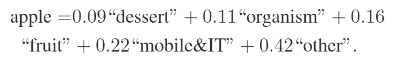 apple =0.09“dessert” + 0.11“organism” + 0.16
“fruit” + 0.22“mobile&IT” + 0.42“other”.